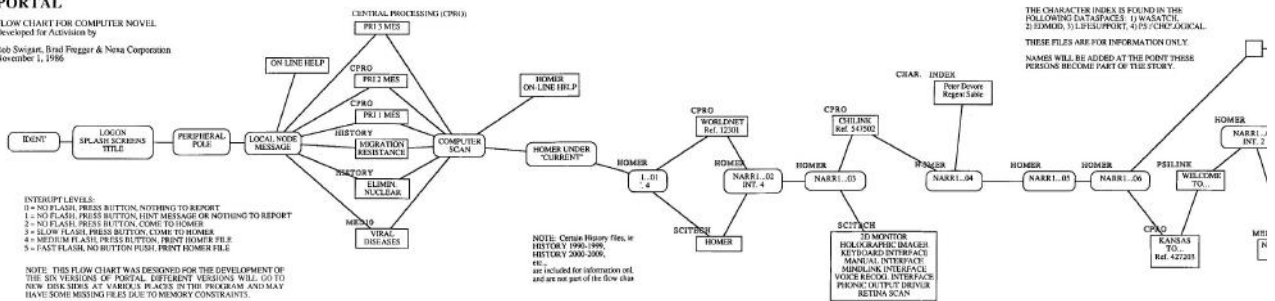 PORTAL
FLOW CHART FOR COMPUTER NOVEL
Developed for Activision by
Rob Swigart, Brad Fregger & Nexa Corporation
November 1, 1986
IDENT
LOGON
SPLASH SCREENS
TITLE
PERIPHERAL
POLE
LOCAL NODE
MESSAGE
ON-LINE HELP
CENTRAL PROCESSING (CPRO)
PRI 3 MES
CPRO
PRI 2 MES
CPRO
PRI 1 MES
HISTORY
MIGRATION
RESISTANCE
HISTORY
ELIMIN.
NUCLEAR
VIRAL
DISEASES
COMPUTER
SCAN
HOMER
ON-LINE HELP
HOMER UNDER
"CURRENT"
HOMER
1...01
. 4
CPRO
WORLDNET
Ref. 12301
SCITECH
HOMER
HOMER
NARR1...02
INT. 4
HOMER
NARR1...03
CPRO
CHILINK
Ref. 547502
SCITECH
2D MONITOR
HOLOGRAPHIC IMAGER
KEYBOARD INTERFACE
MANUAL INTERFACE
MINDLINK INTERFACE
VOICE RECOG. INTERFACE
PHONIC OUTPUT DRIVER
RETINA SCAN
CHAR. INDEX
Peter Devore
Regent Sable
HOMER
NARR1...04
HOMER
NARR1...05
HOMER
NARR1...06
PSILINK
WELCOME
TO...
CPRO
KANSAS
TO...
Ref. 427203
HOMER
NARR1...
INT. 2
INTERUPT LEVELS:
0 = NO FLASH, PRESS BUTTON, NOTHING TO REPORT
1 = NO FLASH, PRESS BUTTON, HINT MESSAGE OR NOTHING TO REPORT
2 = NO FLASH, PRESS BUTTON, COME TO HOMER
3 = SLOW FLASH, PRESS BUTTON, COME TO HOMER
4 = MEDIUM FLASH, PRESS BUTTON, PRINT HOMER FILE
5 = FAST FLASH, NO BUTTON PUSH, PRINT HOMER FILE
NOTE THIS FLOW CHART WAS DESIGNED FOR THE DEVELOPMENT OF
THE SIX VERSIONS OF PORTAL. DIFFERENT VERSIONS WILL GO TO
NEW DISK SIDES AT VARIOUS PLACES IN THE PROGRAM AND MAY
HAVE SOME MISSING FILES DUE TO MEMORY CONSTRAINTS.
NOTE: Certain History files, ie
HISTORY 1990-1999,
HISTORY 2000-2009,
etc.,
are included for information onl
and are not part of the flow char
THE CHARACTER INDEX IS FOUND IN THE
FOLLOWING DATASPACES: 1) WASATCH,
2) EDMOD, 3) LIFESUPPORT, 4) PSYCHOLOGICAL.
THESE FILES ARE FOR INFORMATION ONLY.
NAMES WILL BE ADDED AT THE POINT THESE
PERSONS BECOME PART OF THE STORY.